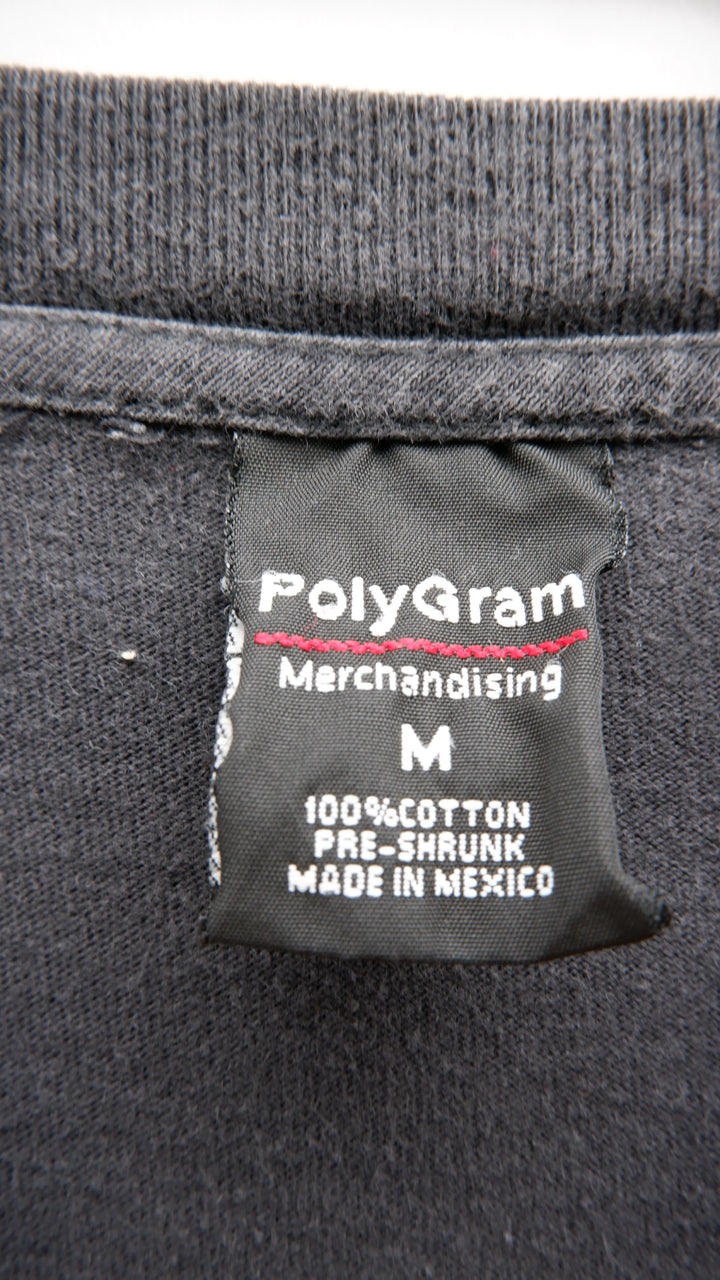 PolyGram
Merchandising
M
100%COTTON
PRE-SHRUNK
MADE IN MEXICO